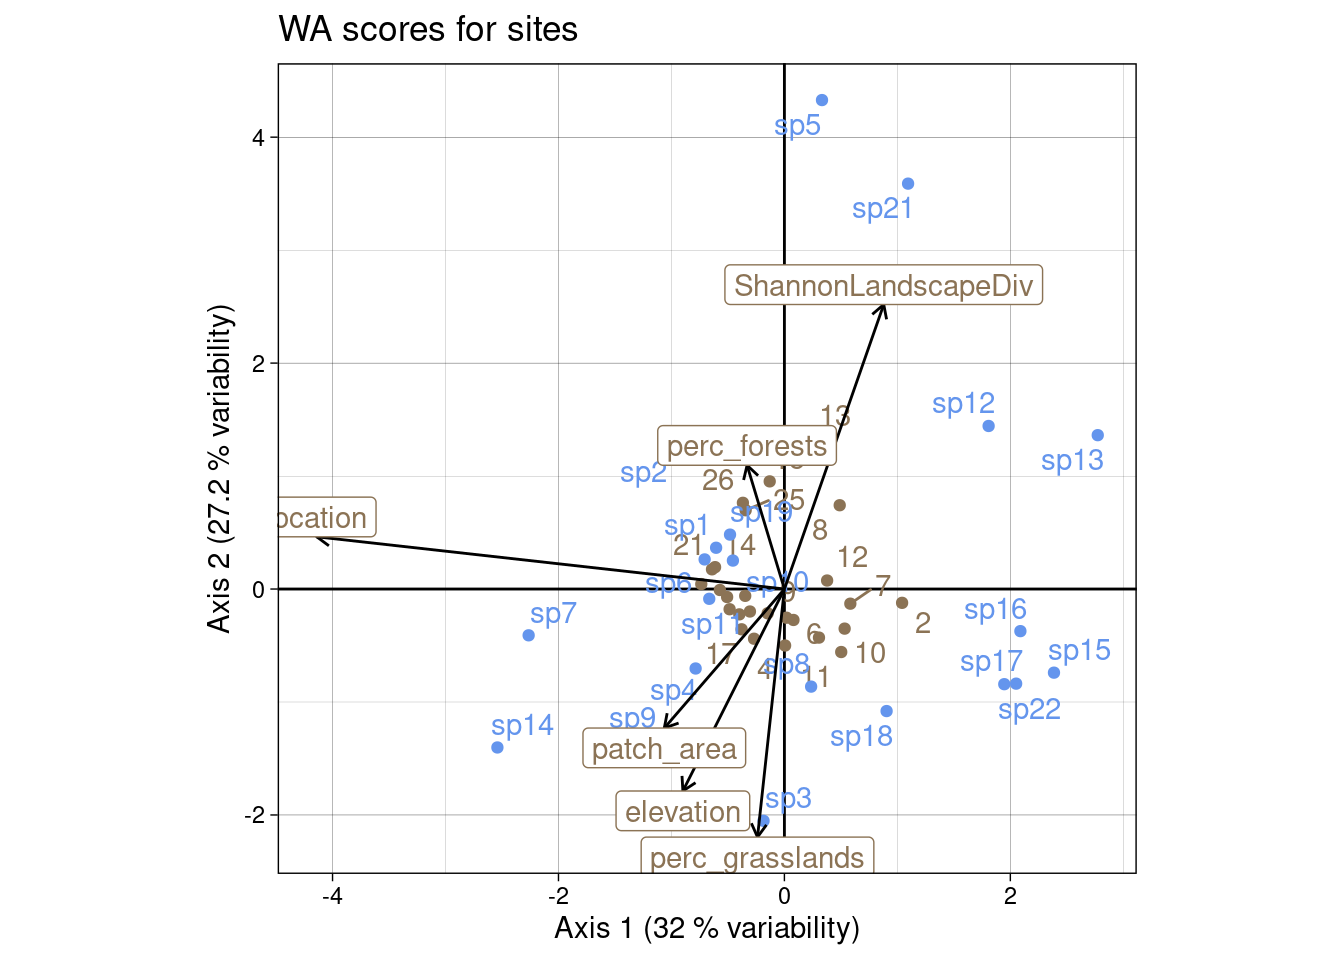 WA scores for sites
4
sp5
sp21
ShannonLandscapeDiv
2
sp12
13
perc_forests
sp13
sp2
26
25
sp19
ocation
sp1
8
21
14
12
0
sp6
sp10
9
7
sp7
sp16
sp11
6
2
17
10
sp15
4
sp8
sp17
11
sp4
sp9
sp22
sp14
sp18
patch_area
sp3
elevation
-2
perc_grasslands
-4
-2
0
2
Axis 1 (32 % variability)
Axis 2 (27.2 % variability)